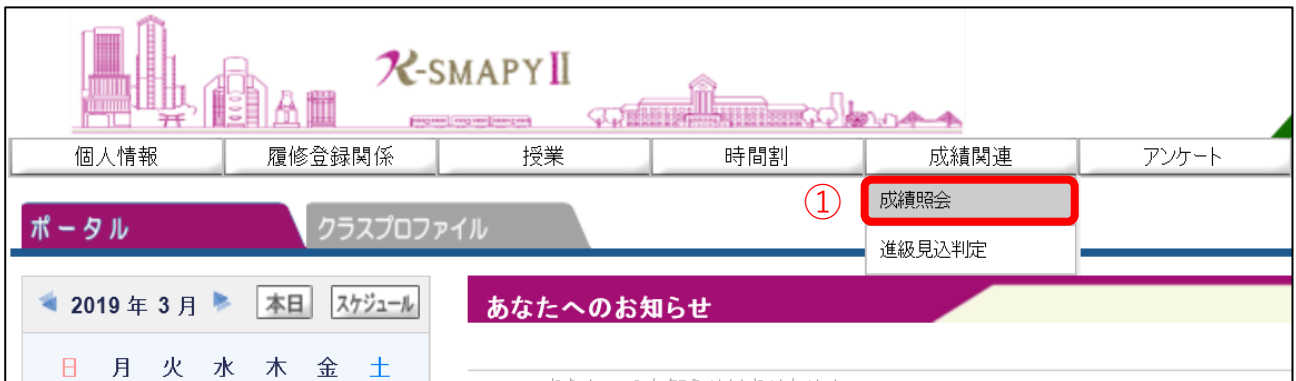 K-SMAPY II
個人情報 履修登録関係 授業 時間割 成績関連 アンケート
① 成績照会
進級見込判定
ポータル クラスプロファイル
2019 年 3 月 本日 スケジュール
あなたへのお知らせ
日 月 火 水 木 金 土